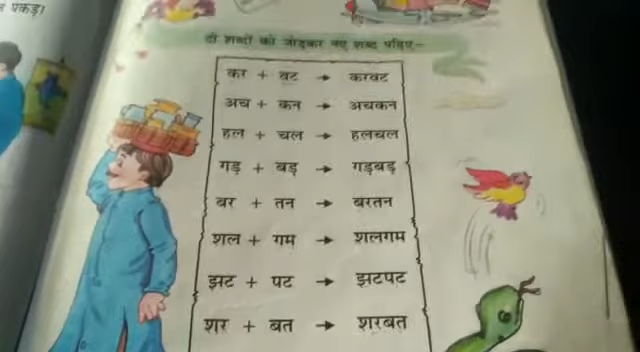 पकड़।
दो शब्दों को जोड़कर नए शब्द पढ़िए–
कर + वट → करवट
अच + कन → अचकन
हल + चल → हलचल
गड़ + बड़ → गड़बड़
बर + तन → बरतन
शल + गम → शलगम
झट + पट → झटपट
शर + बत → शरबत